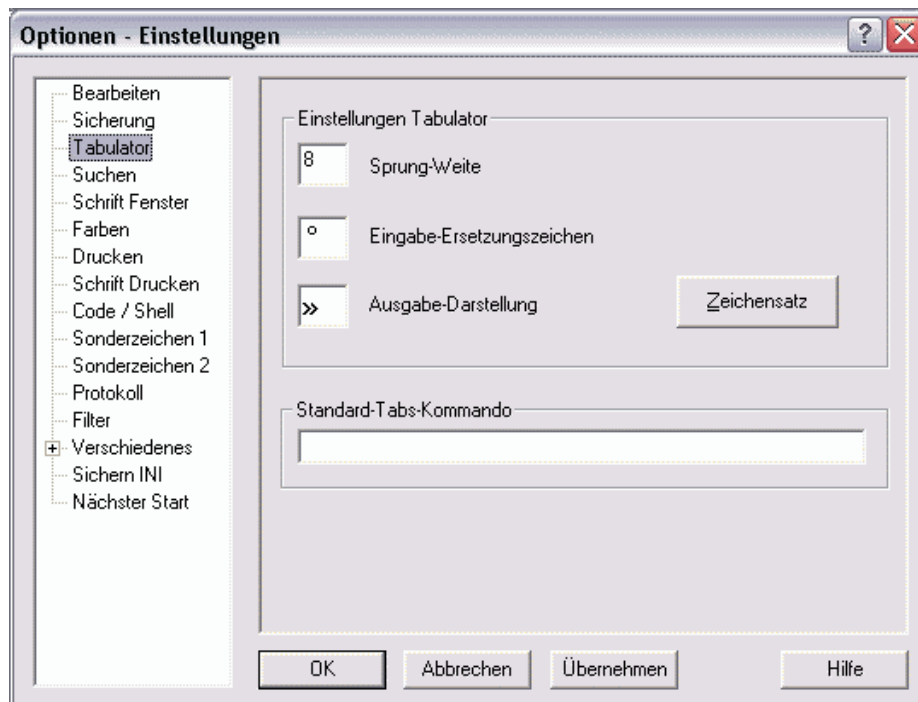 Optionen - Einstellungen
Bearbeiten
Sicherung
Tabulator
Suchen
Schrift Fenster
Farben
Drucken
Schrift Drucken
Code / Shell
Sonderzeichen 1
Sonderzeichen 2
Protokoll
Filter
Verschiedenes
Sichern INI
Nächster Start
Einstellungen Tabulator
8 Sprung-Weite
° Eingabe-Ersetzungszeichen
» Ausgabe-Darstellung
Zeichensatz
Standard-Tabs-Kommando
OK Abbrechen Übernehmen Hilfe